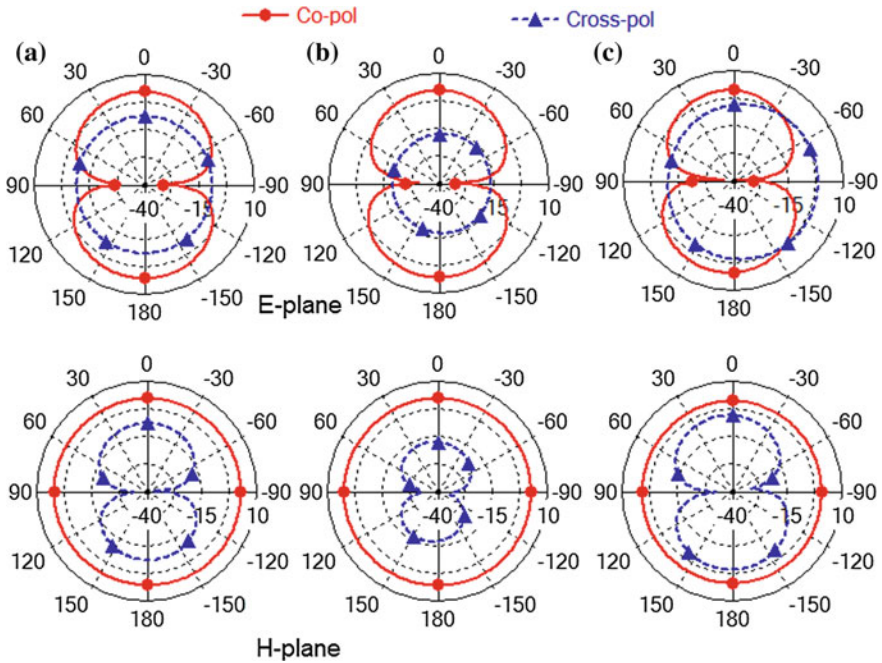 Co-pol Cross-pol
(a) (b) (c)
0 0 0
30 -30 30 -30 30 -30
60 -60 60 -60 60 -60
90 -90 90 -90 90 -90
-40 -15 10 -40 15 10 -40 15 10
120 -120 120 -120 120 -120
150 -150 150 -150 150 -150
180 180 180
E-plane
0 0 0
30 -30 30 -30 30 -30
60 -60 60 -60 60 -60
90 -90 90 -90 90 -90
-40 -15 10 -40 -15 10 -40 -15 10
120 -120 120 -120 120 -120
150 -150 150 -150 150 -150
180 180 180
H-plane